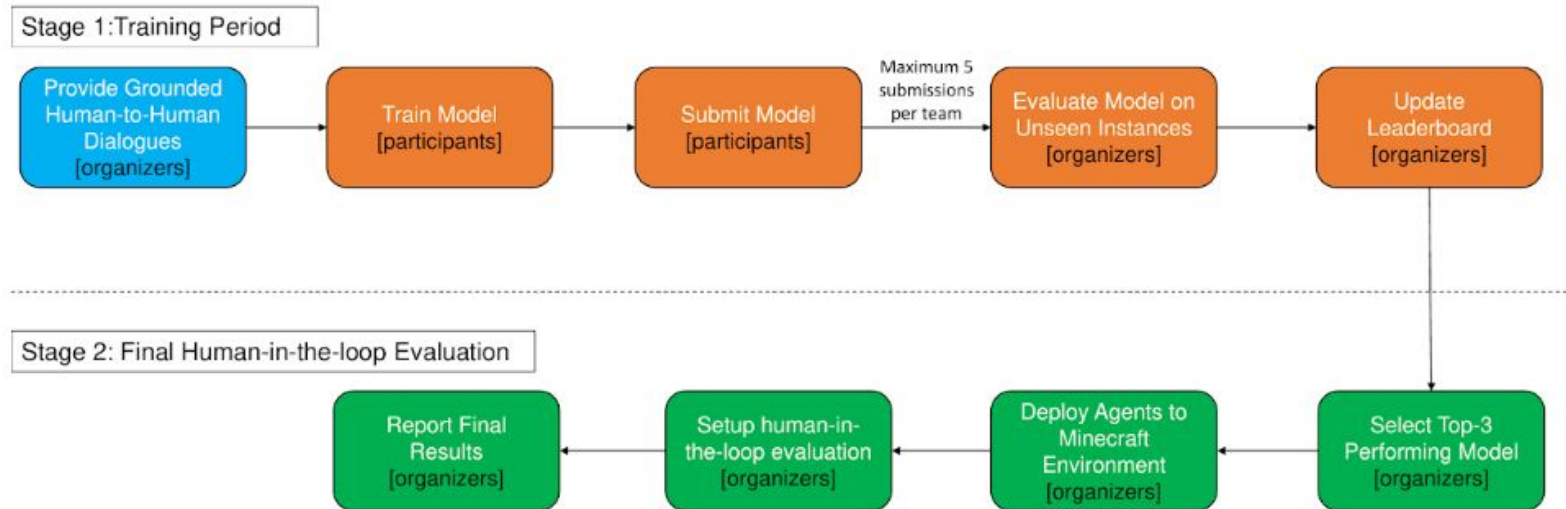 Stage 1:Training Period
Provide Grounded
Human-to-Human
Dialogues
[organizers]
Train Model
[participants]
Submit Model
[participants]
Maximum 5
submissions
per team
Evaluate Model on
Unseen Instances
[organizers]
Update
Leaderboard
[organizers]
Stage 2: Final Human-in-the-loop Evaluation
Report Final
Results
[organizers]
Setup human-in-
the-loop evaluation
[organizers]
Deploy Agents to
Minecraft
Environment
[organizers]
Select Top-3
Performing Model
[organizers]